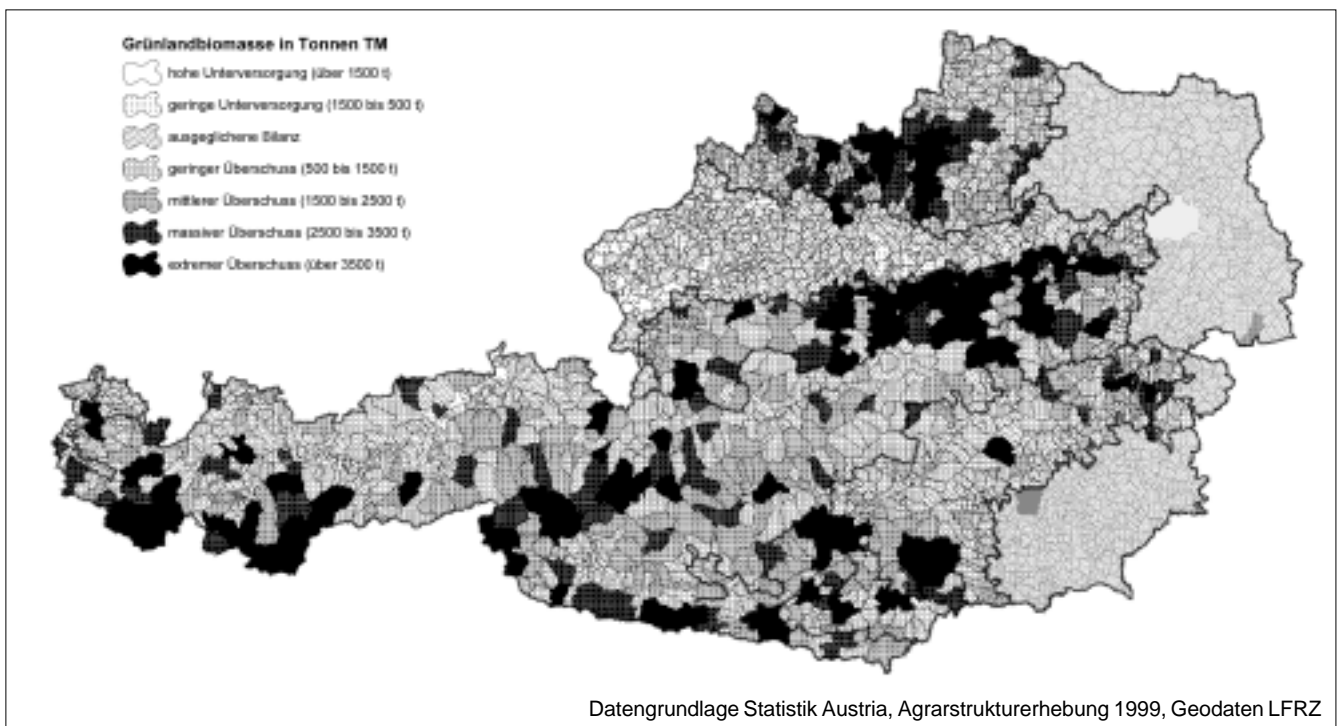 Grünlandbiomasse in Tonnen TM
hohe Unterversorgung (über 1500 t)
geringe Unterversorgung (1500 bis 500 t)
ausgeglichene Bilanz
geringer Überschuss (500 bis 1500 t)
mittlerer Überschuss (1500 bis 2500 t)
massiver Überschuss (2500 bis 3500 t)
extremer Überschuss (über 3500 t)
Datengrundlage Statistik Austria, Agrarstrukturerhebung 1999, Geodaten LFRZ